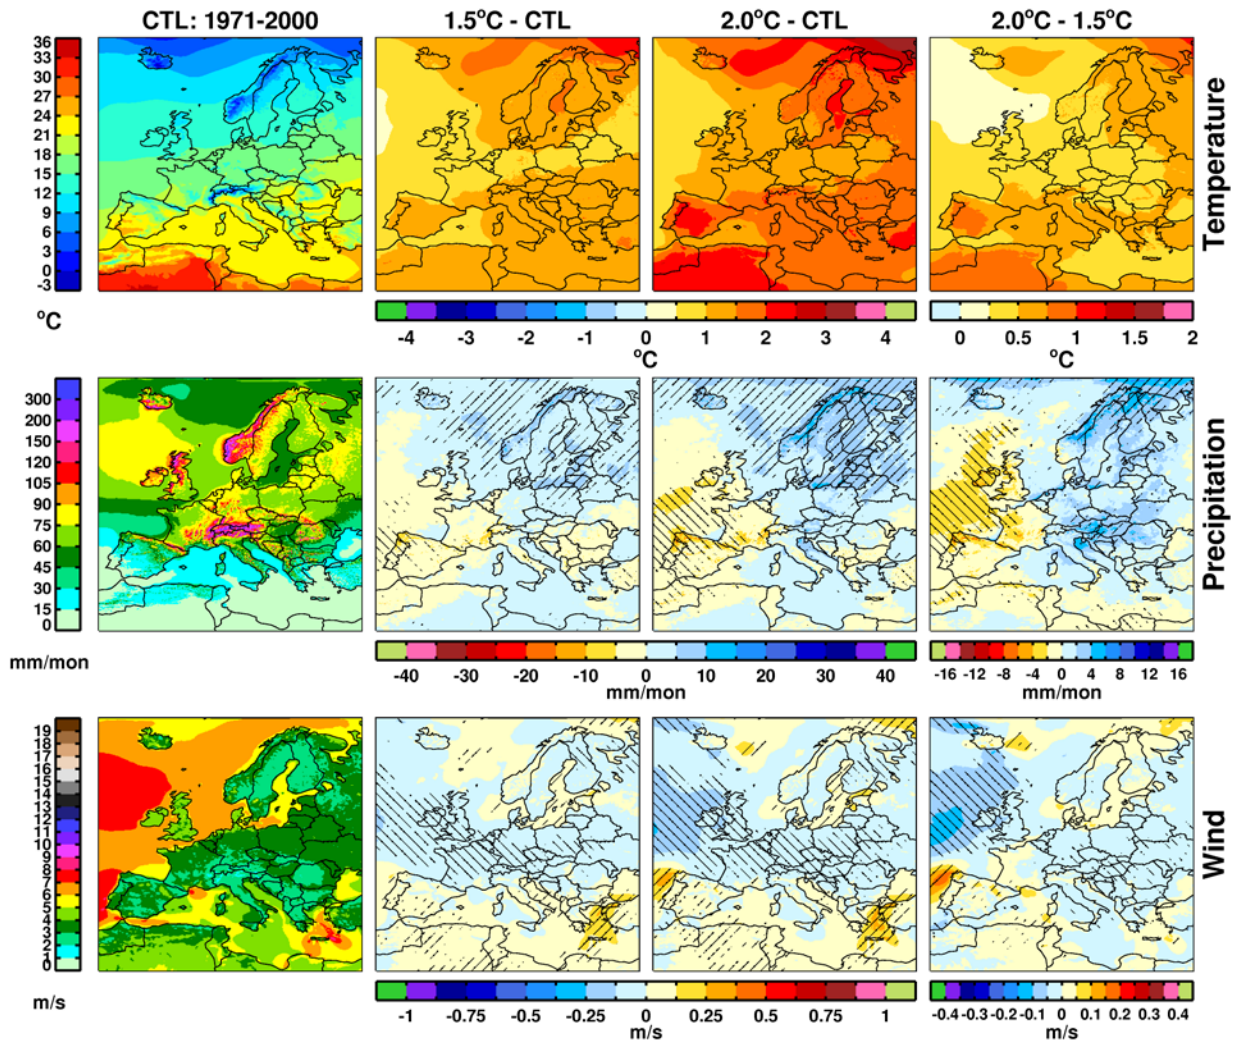 CTL: 1971-2000 1.5°C - CTL 2.0°C - CTL 2.0°C - 1.5°C
36
33
30
27
24
21
18
15
12
9
6
3
0
-3
°C
Temperature
-4 -3 -2 -1 0 1 2 3 4
°C
0 0.5 1 1.5 2
°C
300
200
150
120
105
90
75
60
45
30
15
0
mm/mon
Precipitation
-40 -30 -20 -10 0 10 20 30 40
mm/mon
-16 -12 -8 -4 0 4 8 12 16
mm/mon
19
18
17
16
15
14
13
12
11
10
9
8
7
6
5
4
3
2
1
0
m/s
Wind
-1 -0.75 -0.5 -0.25 0 0.25 0.5 0.75 1
m/s
-0.4 -0.3 -0.2 -0.1 0 0.1 0.2 0.3 0.4
m/s